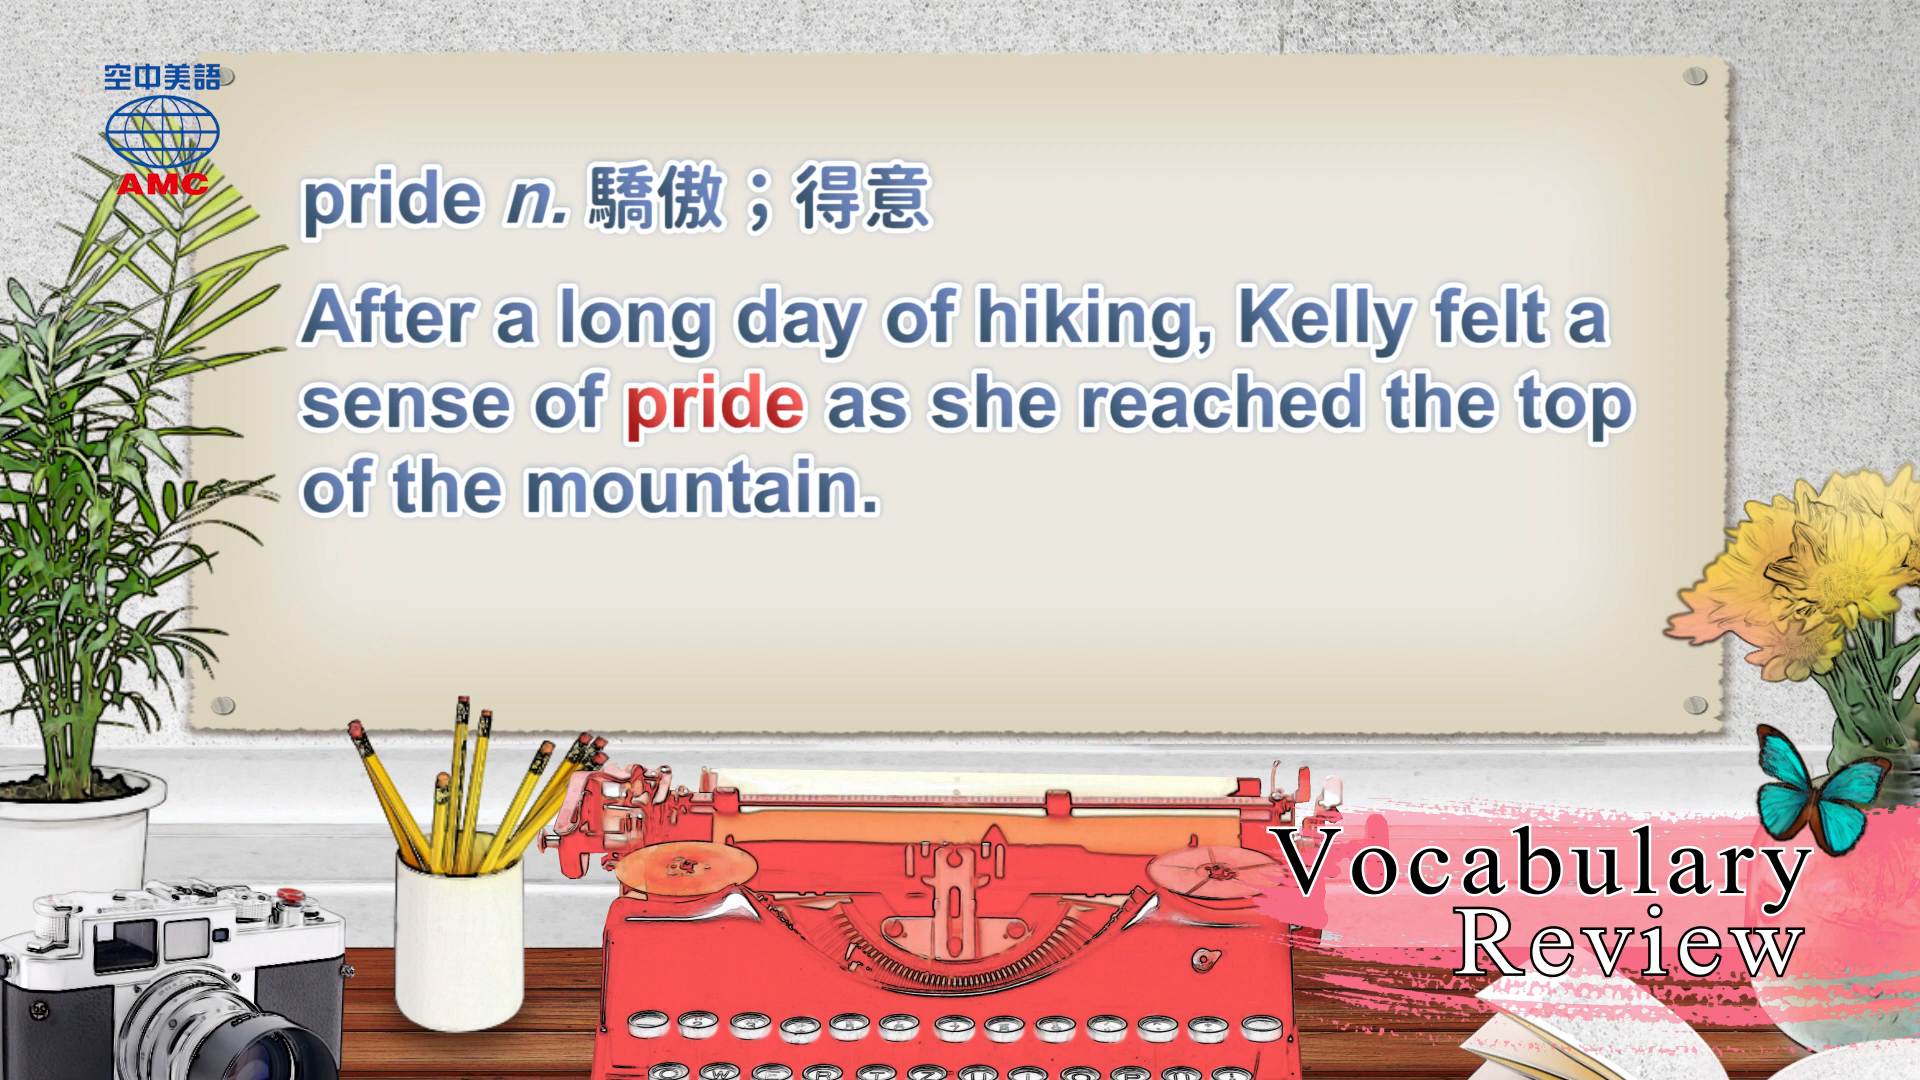 空中美語
AMC
pride n. 驕傲；得意
After a long day of hiking, Kelly felt a
sense of pride as she reached the top
of the mountain.
Vocabulary
Review